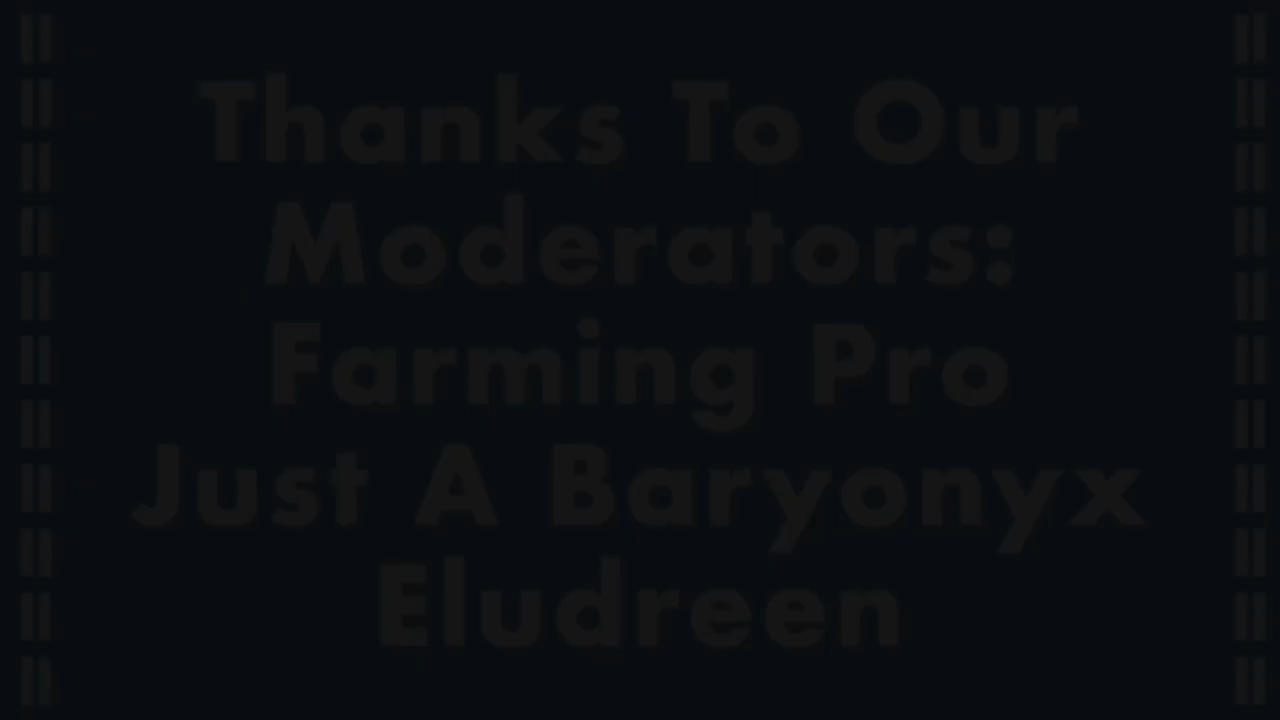 Thanks To Our
Moderators:
Farming Pro
Just A Baryonyx
Eludreen